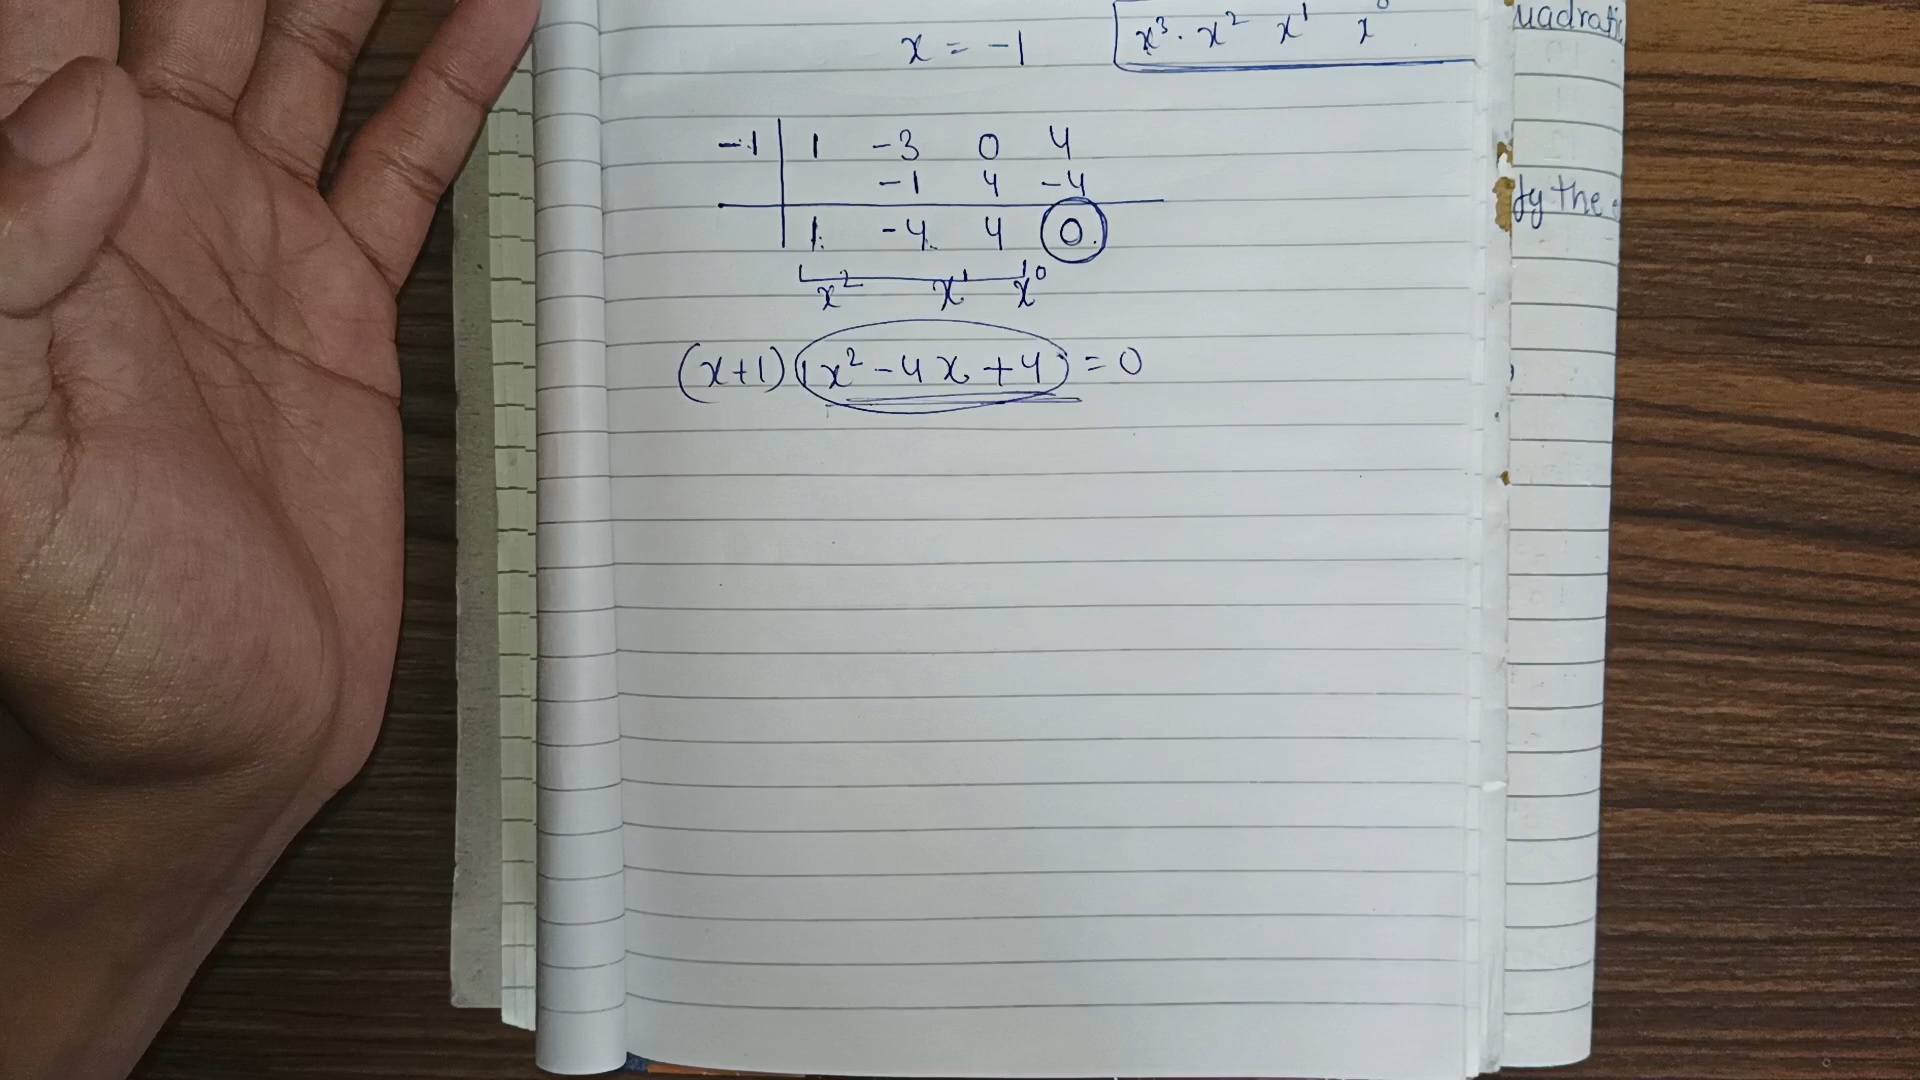 x = -1
x³. x² x¹ x⁰
-1 | 1 -3 0 4
-1 4 -4
1 -4 4 0
x² x¹ x⁰
(x+1)(1x²-4x+4) = 0
uadrati
fy the